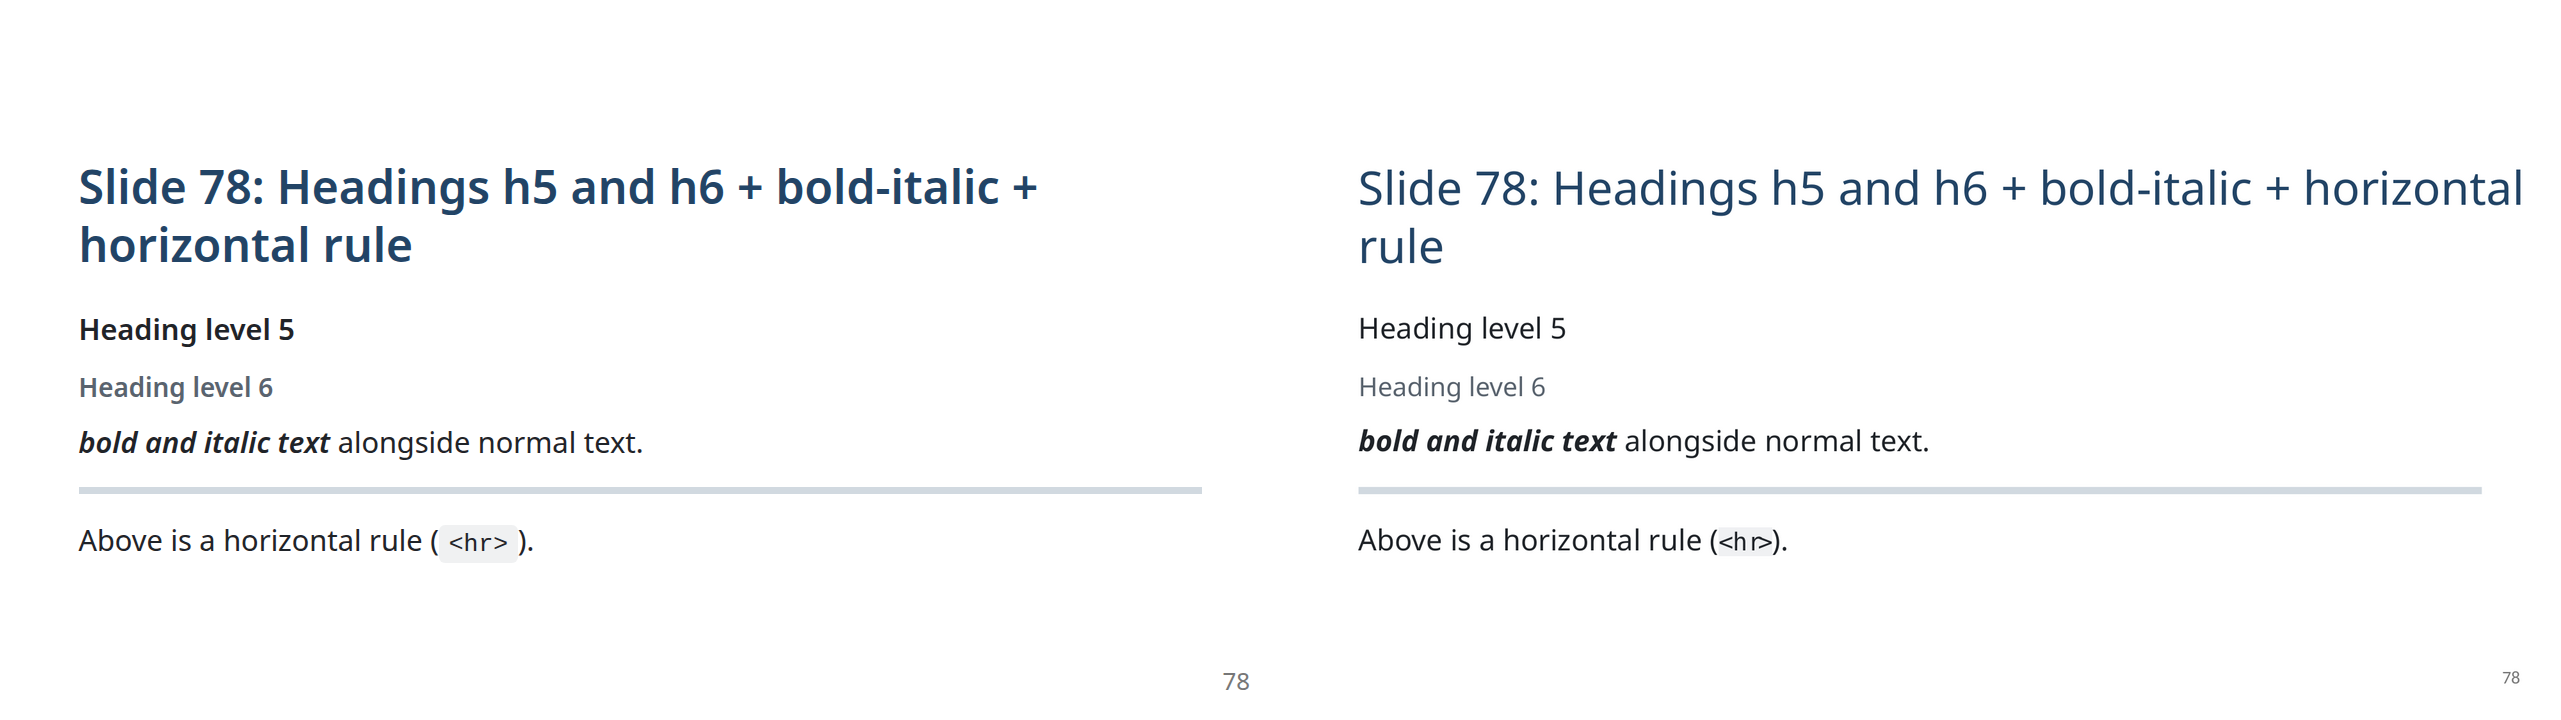 Slide 78: Headings h5 and h6 + bold-italic +
horizontal rule
Heading level 5
Heading level 6
bold and italic text alongside normal text.
Above is a horizontal rule ( <hr> ).
78
Slide 78: Headings h5 and h6 + bold-italic + horizontal
rule
Heading level 5
Heading level 6
bold and italic text alongside normal text.
Above is a horizontal rule (<hr>).
78